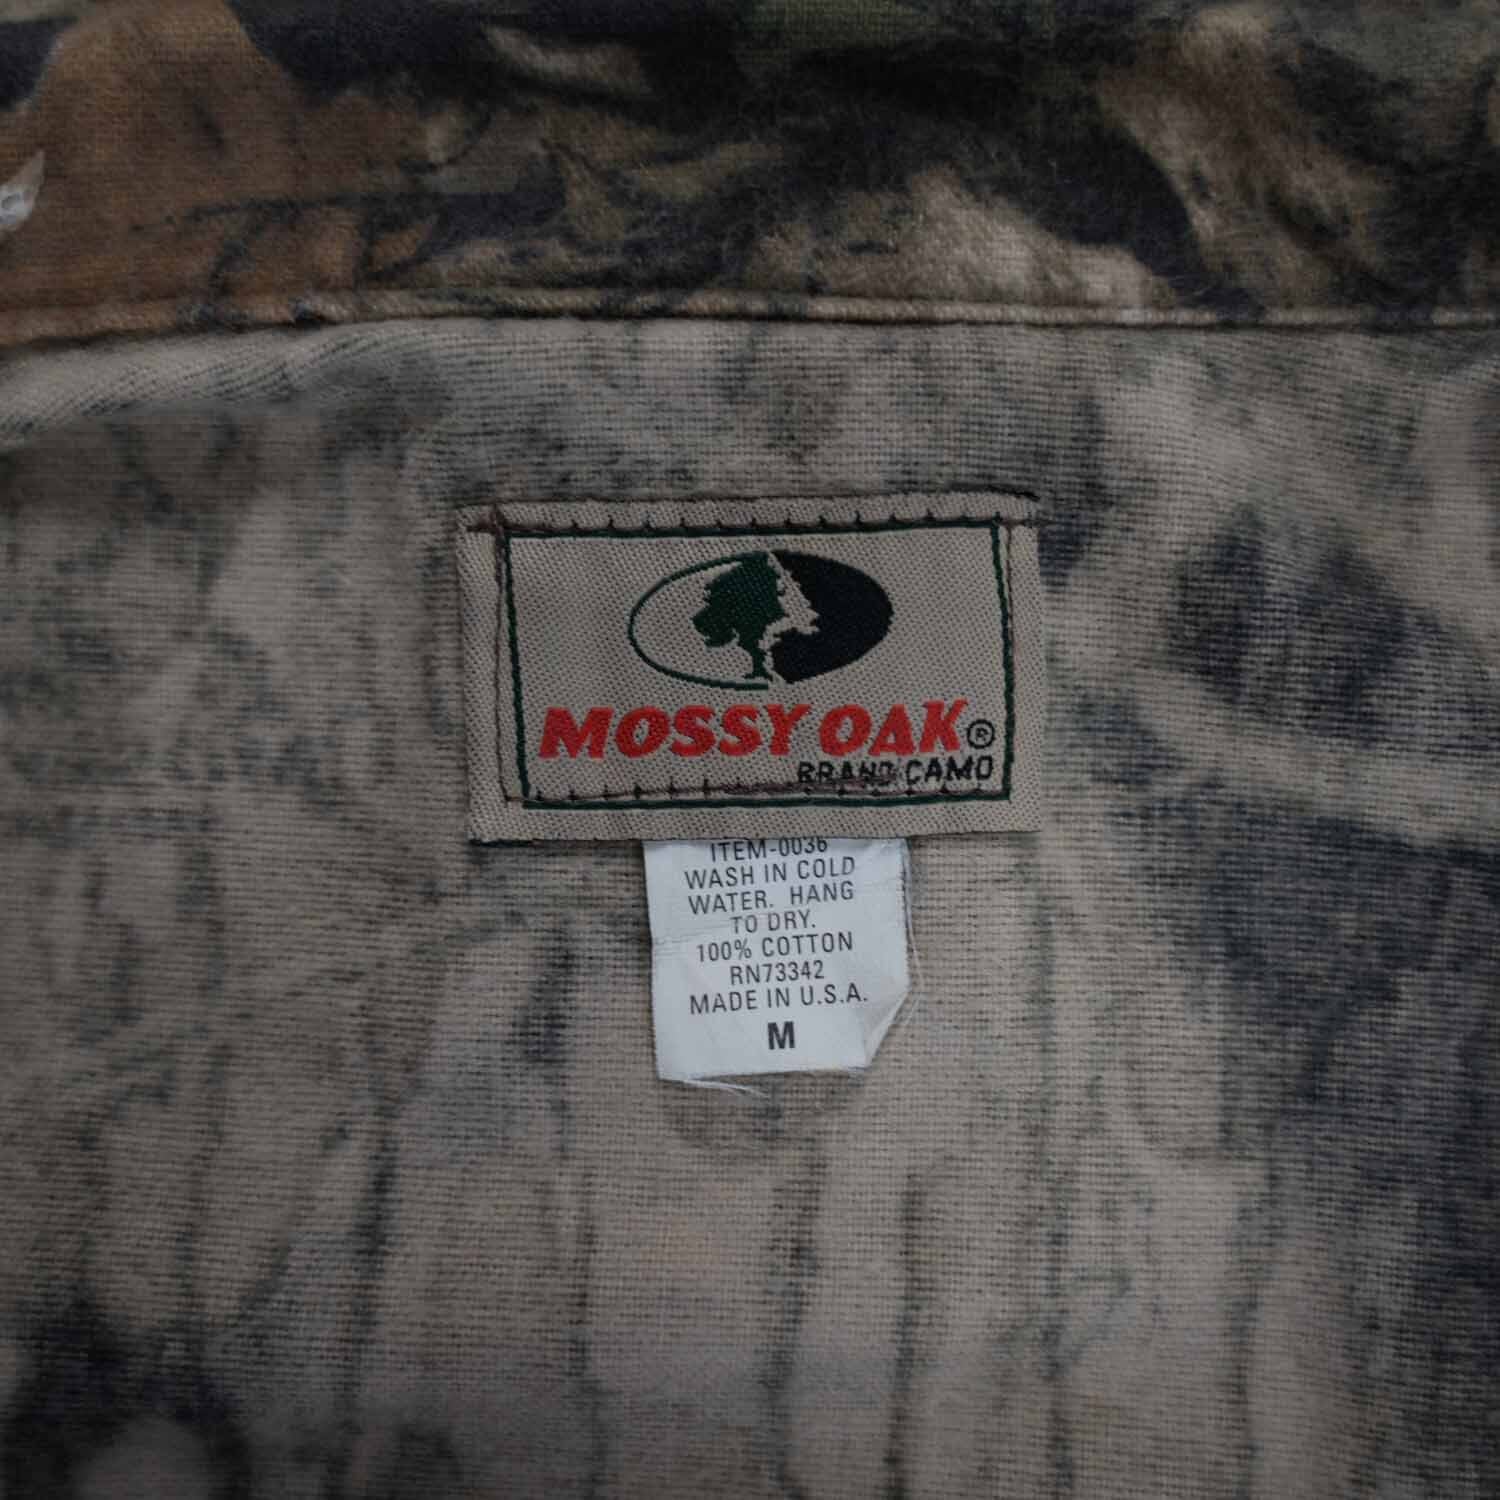 MOSSY OAK®
BRAND CAMO
ITEM-0036
WASH IN COLD
WATER. HANG
TO DRY.
100% COTTON
RN73342
MADE IN U.S.A.
M